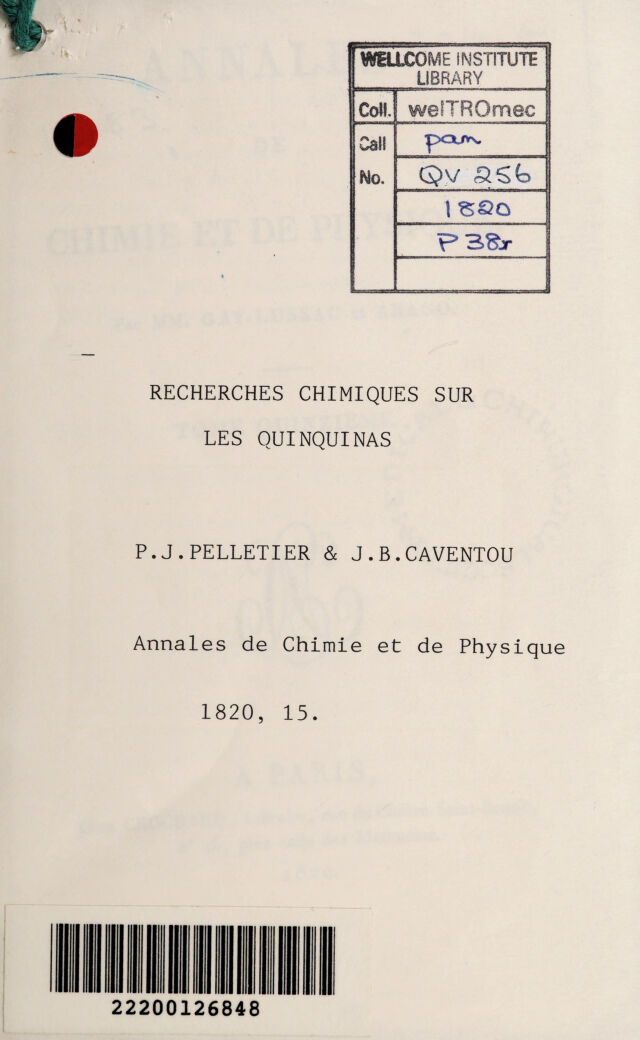 WELLCOME INSTITUTE
LIBRARY
Coll. welTROmec
Call pam
No. QV 256
1820
P38r
RECHERCHES CHIMIQUES SUR
LES QUINQUINAS
P.J.PELLETIER & J.B.CAVENTOU
Annales de Chimie et de Physique
1820, 15.
22200126848